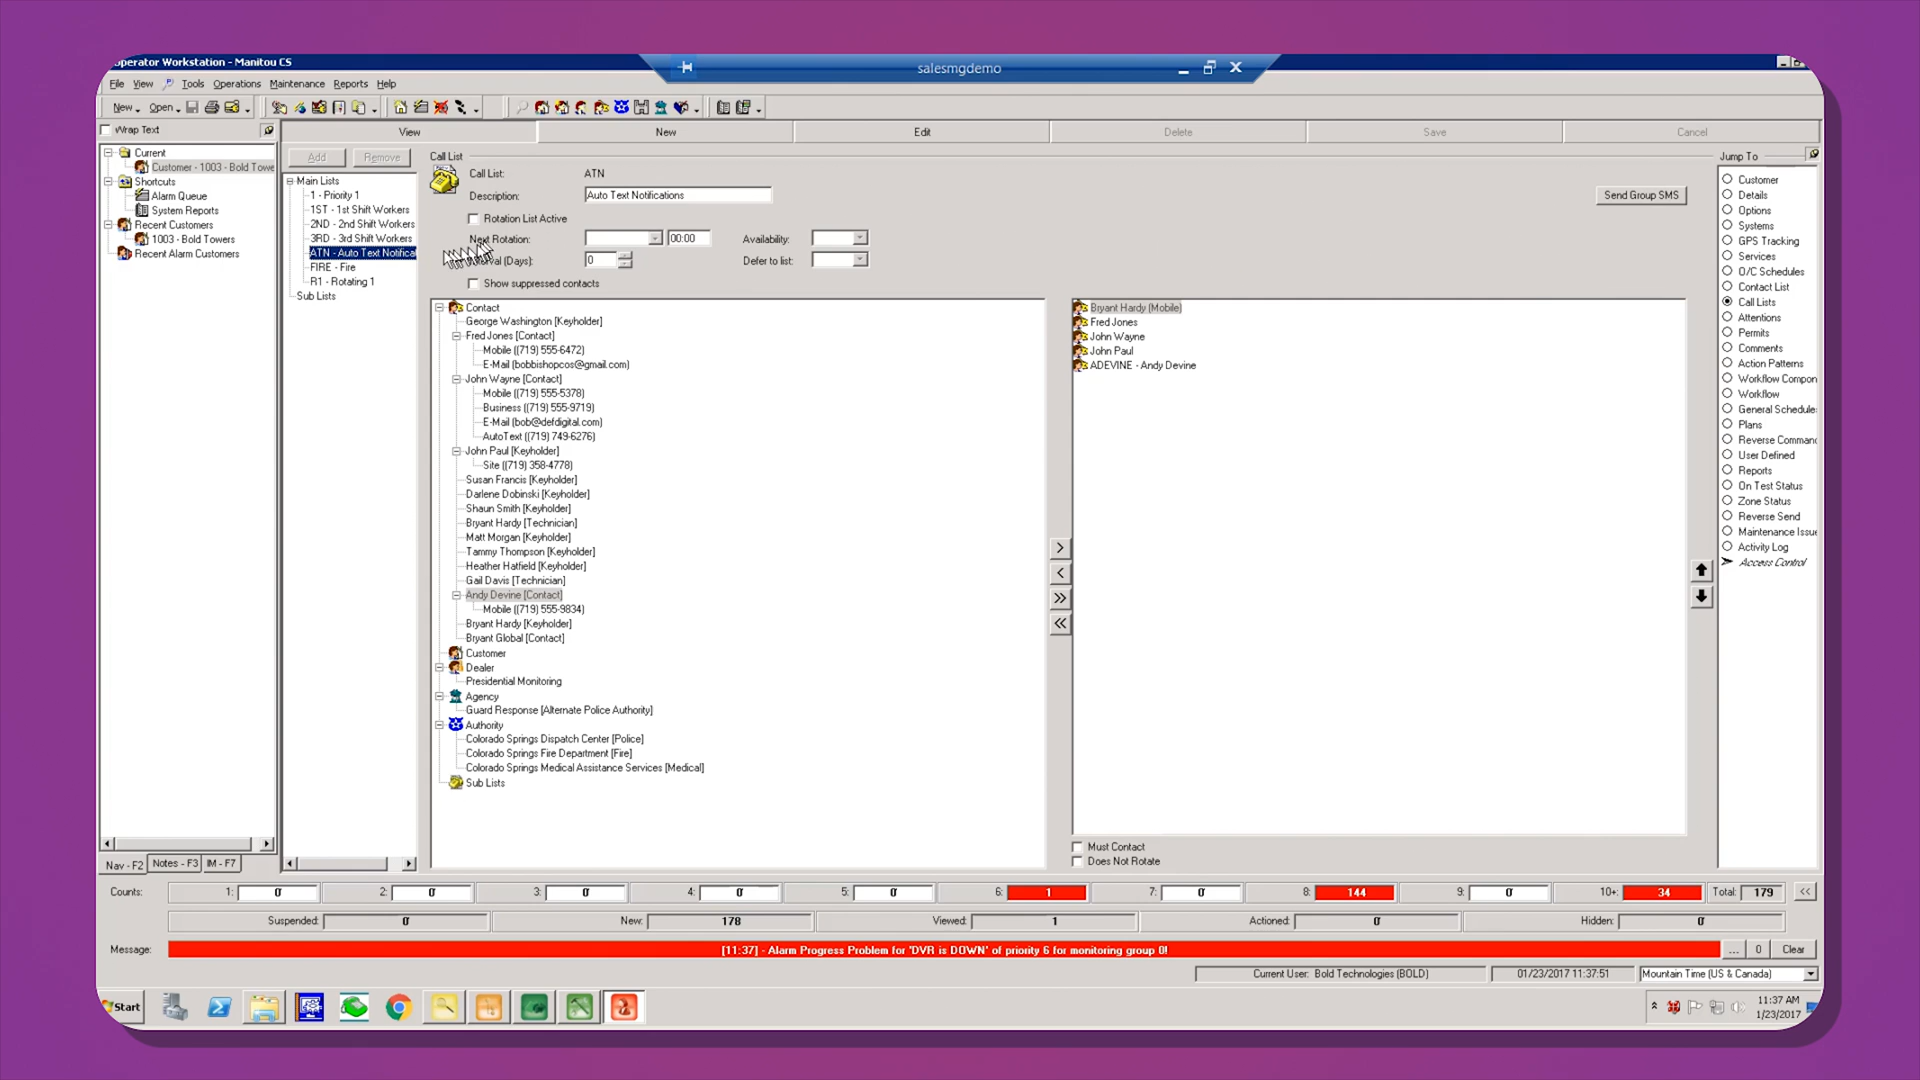 Operator Workstation - Manitou CS
salesmgdemo
File View Tools Operations Maintenance Reports Help
New Open
Wrap Text
View New Edit Delete Save Cancel
Current
Customer - 1003 - Bold Towe
Shortcuts
Alarm Queue
System Reports
Recent Customers
1003 - Bold Towers
Recent Alarm Customers
Nav - F2 Notes - F3 IM - F7
Add Remove
Main Lists
1 - Priority 1
1ST - 1st Shift Workers
2ND - 2nd Shift Workers
3RD - 3rd Shift Workers
ATN - Auto Text Notifica
FIRE - Fire
R1 - Rotating 1
Sub Lists
Call List
Call List: ATN
Description: Auto Text Notifications
Send Group SMS
Rotation List Active
Next Rotation: 00:00 Availability:
(Days): 0 Defer to list:
Show suppressed contacts
Contact
George Washington [Keyholder]
Fred Jones [Contact]
Mobile ((719) 555-6472)
E-Mail (bobbishopcos@gmail.com)
John Wayne [Contact]
Mobile ((719) 555-5378)
Business ((719) 555-9719)
E-Mail (bob@defdigital.com)
AutoText ((719) 749-6276)
John Paul [Keyholder]
Site ((719) 358-4778)
Susan Francis [Keyholder]
Darlene Dobinski [Keyholder]
Shaun Smith [Keyholder]
Bryant Hardy [Technician]
Matt Morgan [Keyholder]
Tammy Thompson [Keyholder]
Heather Hatfield [Keyholder]
Gail Davis [Technician]
Andy Devine [Contact]
Mobile ((719) 555-9834)
Bryant Hardy [Keyholder]
Bryant Global [Contact]
Customer
Dealer
Presidential Monitoring
Agency
Guard Response [Alternate Police Authority]
Authority
Colorado Springs Dispatch Center [Police]
Colorado Springs Fire Department [Fire]
Colorado Springs Medical Assistance Services [Medical]
Sub Lists
>
<
>>
<<
Bryant Hardy (Mobile)
Fred Jones
John Wayne
John Paul
ADEVINE - Andy Devine
Must Contact
Does Not Rotate
Jump To
Customer
Details
Options
Systems
GPS Tracking
Services
O/C Schedules
Contact List
Call Lists
Attentions
Permits
Comments
Action Patterns
Workflow Compon
Workflow
General Schedule
Plans
Reverse Comman
User Defined
Reports
On Test Status
Zone Status
Reverse Send
Maintenance Issu
Activity Log
Access Control
Counts: 1: 0 2: 0 3: 0 4: 0 5: 0 6: 1 7: 0 8: 144 9: 0 10+: 34 Total: 179 <<
Suspended: 0 New: 178 Viewed: 1 Actioned: 0 Hidden: 0
Message: [11:37] - Alarm Progress Problem for 'DVR is DOWN' of priority 6 for monitoring group 0! ... 0 Clear
Current User: Bold Technologies (BOLD) 01/23/2017 11:37:51 Mountain Time (US & Canada)
Start
11:37 AM
1/23/2017